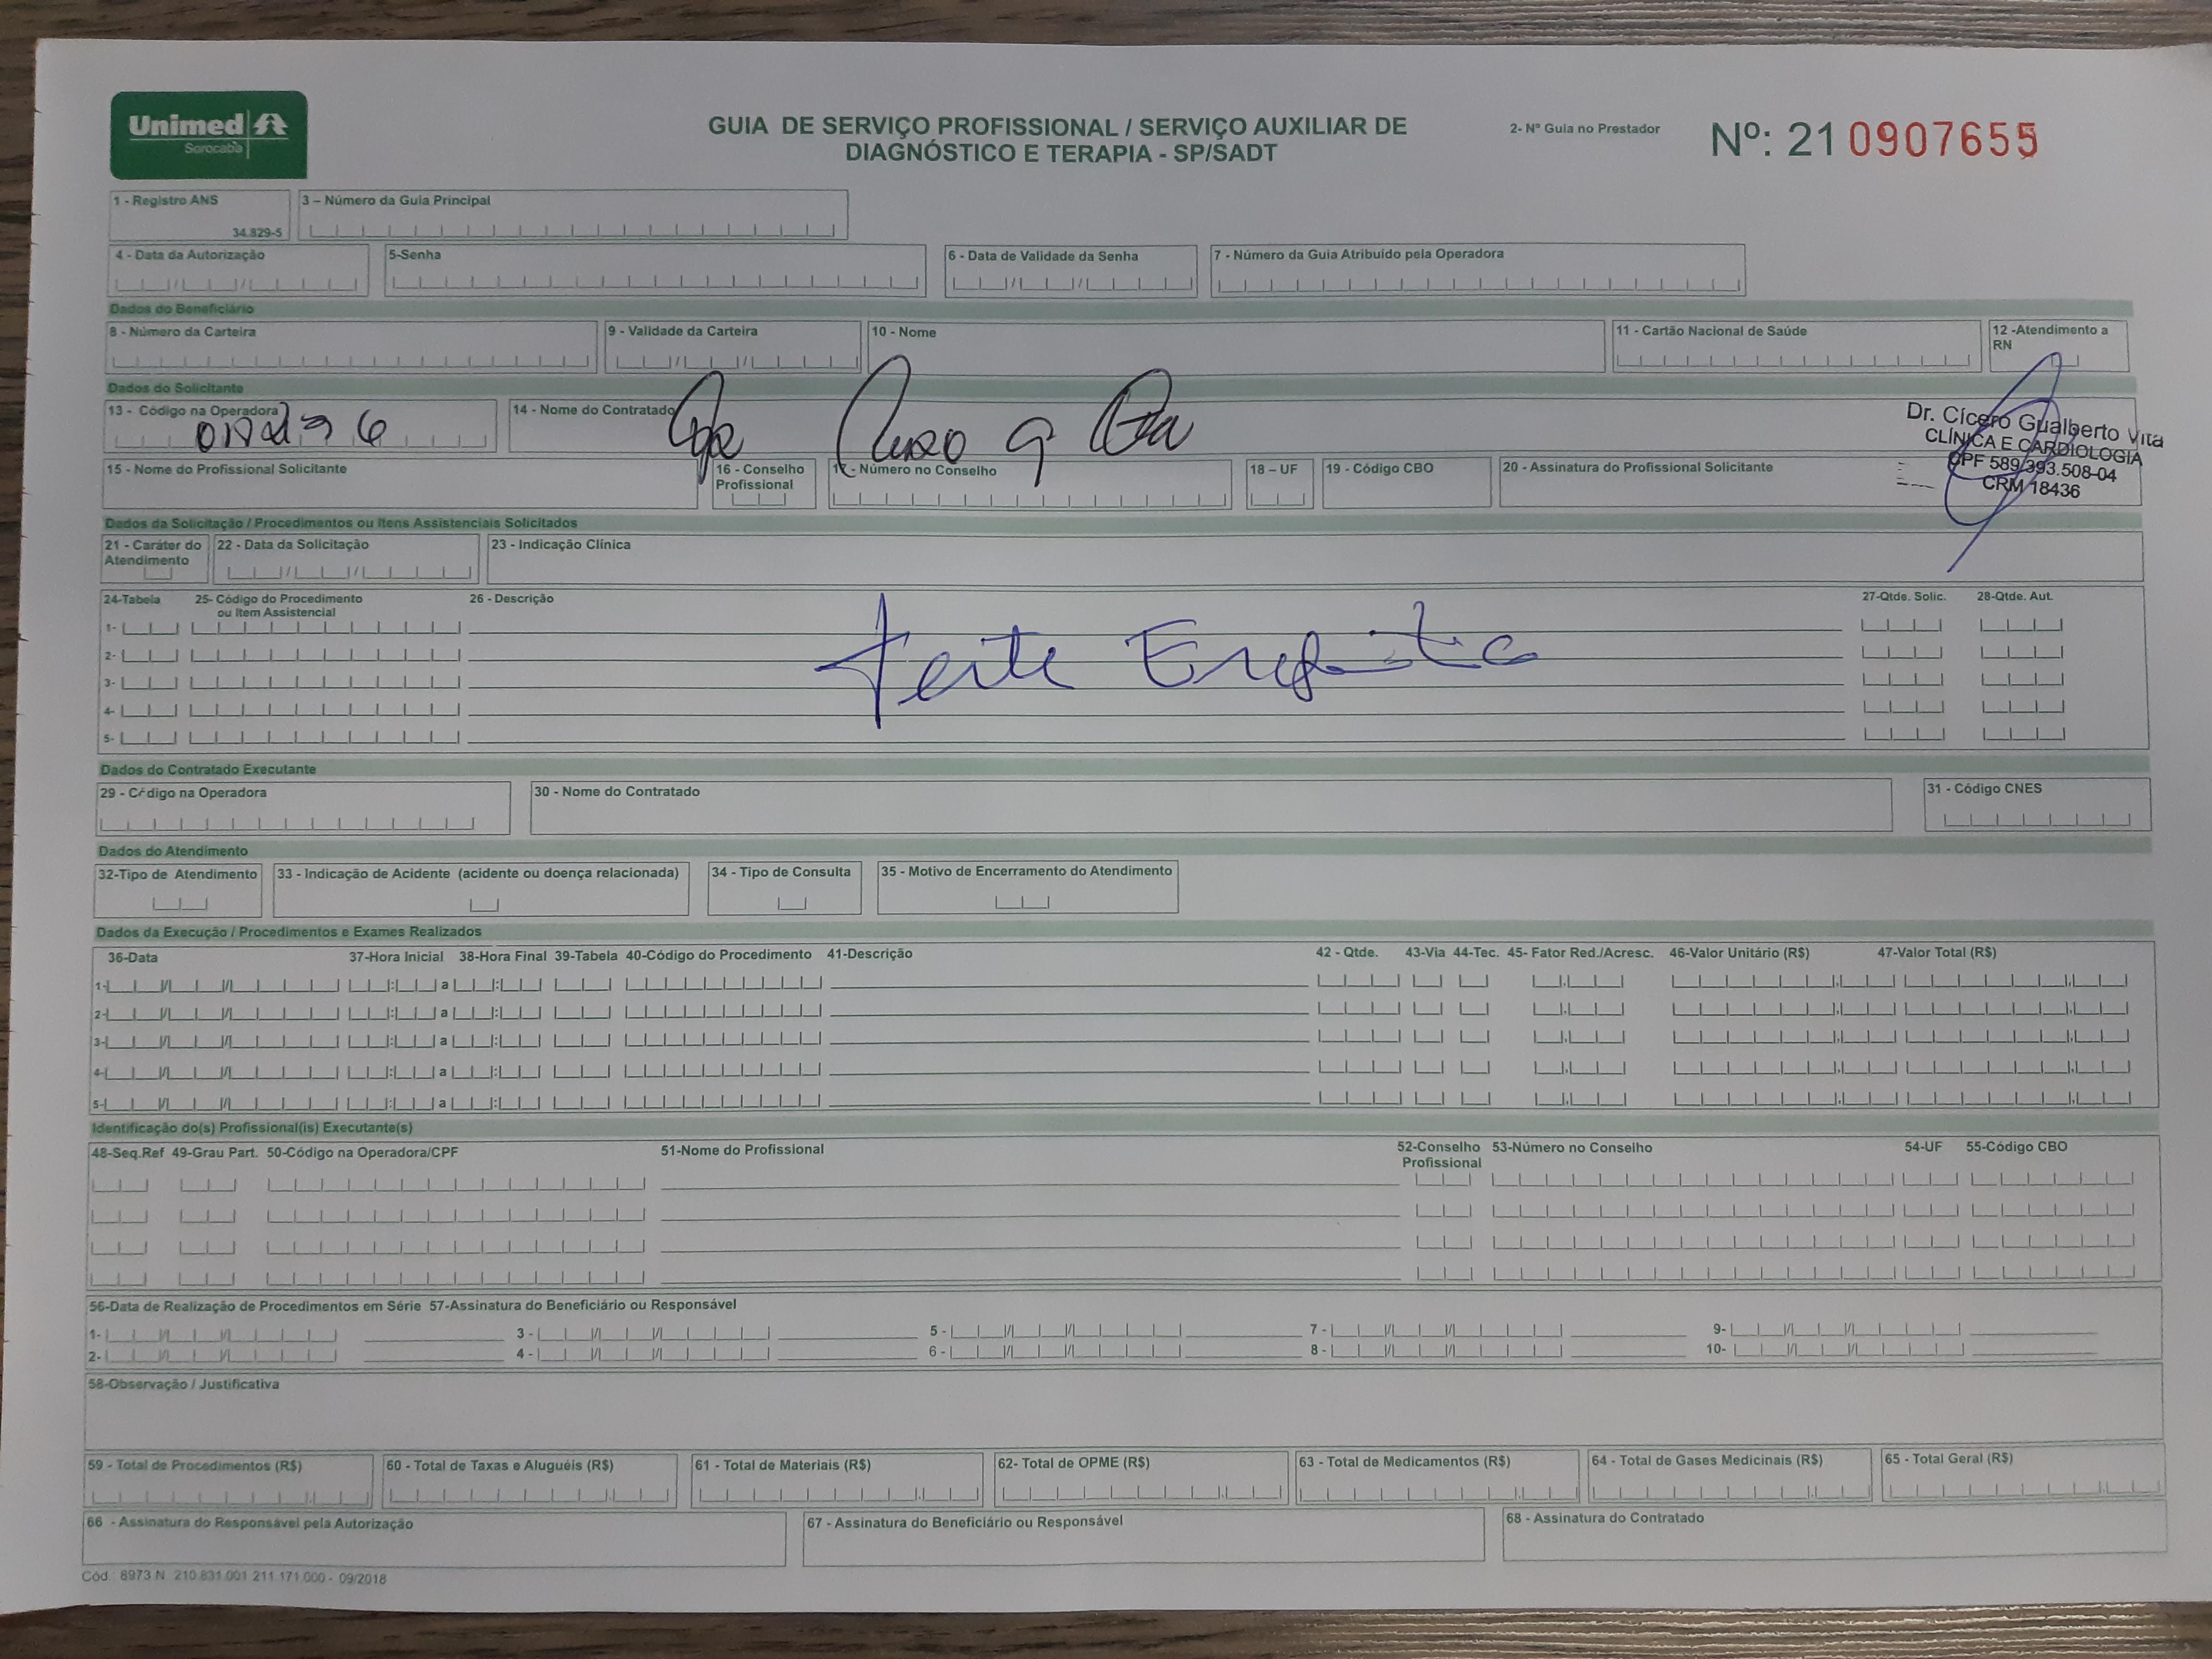 Unimed
Sorocaba
GUIA DE SERVIÇO PROFISSIONAL / SERVIÇO AUXILIAR DE
DIAGNÓSTICO E TERAPIA - SP/SADT
2- Nº Guia no Prestador
Nº: 21 0907655
1 - Registro ANS
34.829-5
3 – Número da Guia Principal
4 - Data da Autorização
5-Senha
6 - Data de Validade da Senha
7 - Número da Guia Atribuído pela Operadora
Dados do Beneficiário
8 - Número da Carteira
9 - Validade da Carteira
10 - Nome
11 - Cartão Nacional de Saúde
12 -Atendimento a
RN
Dados do Solicitante
13 - Código na Operadora
14 - Nome do Contratado
Dr. Cícero Gualberto Vita
CLÍNICA E CARDIOLOGIA
CPF 589.393.508-04
CRM 18436
15 - Nome do Profissional Solicitante
16 - Conselho
Profissional
17 - Número no Conselho
18 – UF
19 - Código CBO
20 - Assinatura do Profissional Solicitante
Dados da Solicitação / Procedimentos ou Itens Assistenciais Solicitados
21 - Caráter do
Atendimento
22 - Data da Solicitação
23 - Indicação Clínica
24-Tabela
25- Código do Procedimento
ou Item Assistencial
26 - Descrição
27-Qtde. Solic.
28-Qtde. Aut.
1-
2-
3-
4-
5-
Teste Ergométrico
Dados do Contratado Executante
29 - Código na Operadora
30 - Nome do Contratado
31 - Código CNES
Dados do Atendimento
32-Tipo de Atendimento
33 - Indicação de Acidente (acidente ou doença relacionada)
34 - Tipo de Consulta
35 - Motivo de Encerramento do Atendimento
Dados da Execução / Procedimentos e Exames Realizados
36-Data 37-Hora Inicial 38-Hora Final 39-Tabela 40-Código do Procedimento 41-Descrição 42 - Qtde. 43-Via 44-Tec. 45- Fator Red./Acresc. 46-Valor Unitário (R$) 47-Valor Total (R$)
1- a
2- a
3- a
4- a
5- a
Identificação do(s) Profissional(is) Executante(s)
48-Seq.Ref 49-Grau Part. 50-Código na Operadora/CPF 51-Nome do Profissional 52-Conselho
Profissional 53-Número no Conselho 54-UF 55-Código CBO
56-Data de Realização de Procedimentos em Série 57-Assinatura do Beneficiário ou Responsável
1- 3 - 5 - 7 - 9-
2- 4 - 6 - 8 - 10-
58-Observação / Justificativa
59 - Total de Procedimentos (R$)
60 - Total de Taxas e Aluguéis (R$)
61 - Total de Materiais (R$)
62- Total de OPME (R$)
63 - Total de Medicamentos (R$)
64 - Total de Gases Medicinais (R$)
65 - Total Geral (R$)
66 - Assinatura do Responsável pela Autorização
67 - Assinatura do Beneficiário ou Responsável
68 - Assinatura do Contratado
Cód. 8973 N 210.831.001 211.171.000 - 09/2018